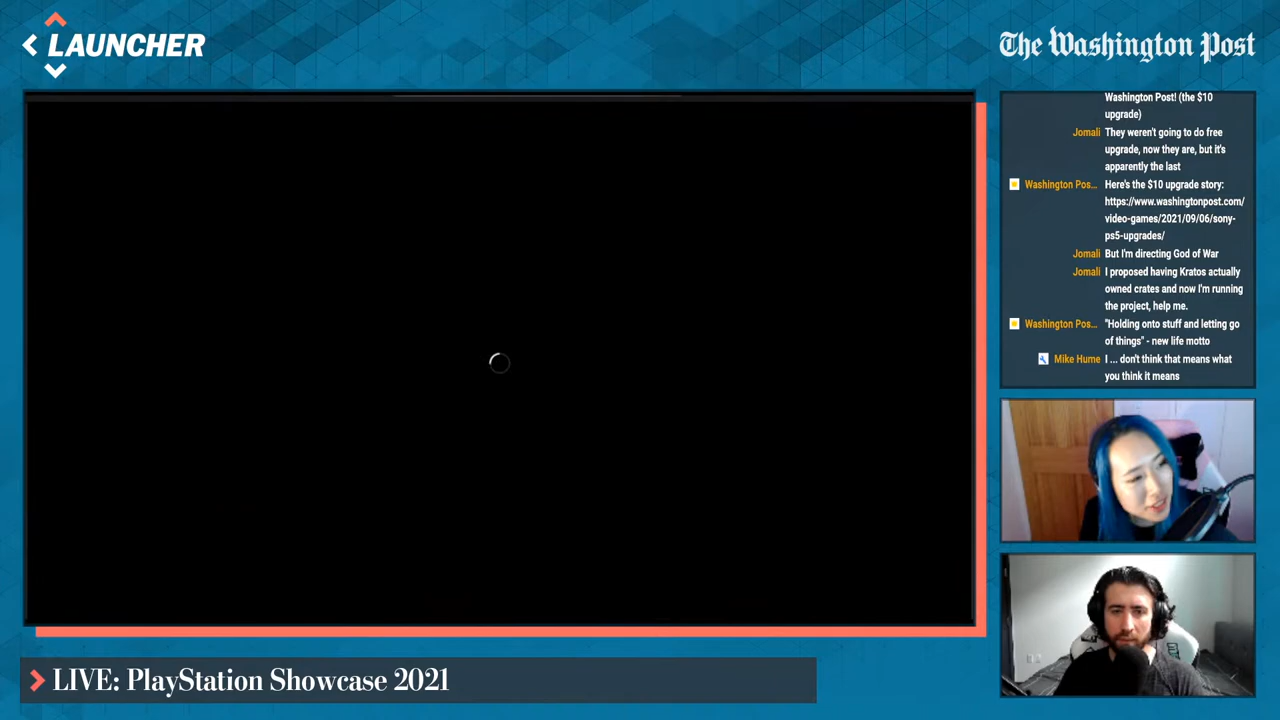 LAUNCHER
The Washington Post
Washington Post! (the $10
upgrade)
Jomali They weren't going to do free
upgrade, now they are, but it's
apparently the last
Washington Pos... Here's the $10 upgrade story:
https://www.washingtonpost.com/
video-games/2021/09/06/sony-
ps5-upgrades/
Jomali But I'm directing God of War
Jomali I proposed having Kratos actually
owned crates and now I'm running
the project, help me.
Washington Pos... "Holding onto stuff and letting go
of things" - new life motto
Mike Hume I ... don't think that means what
you think it means
LIVE: PlayStation Showcase 2021